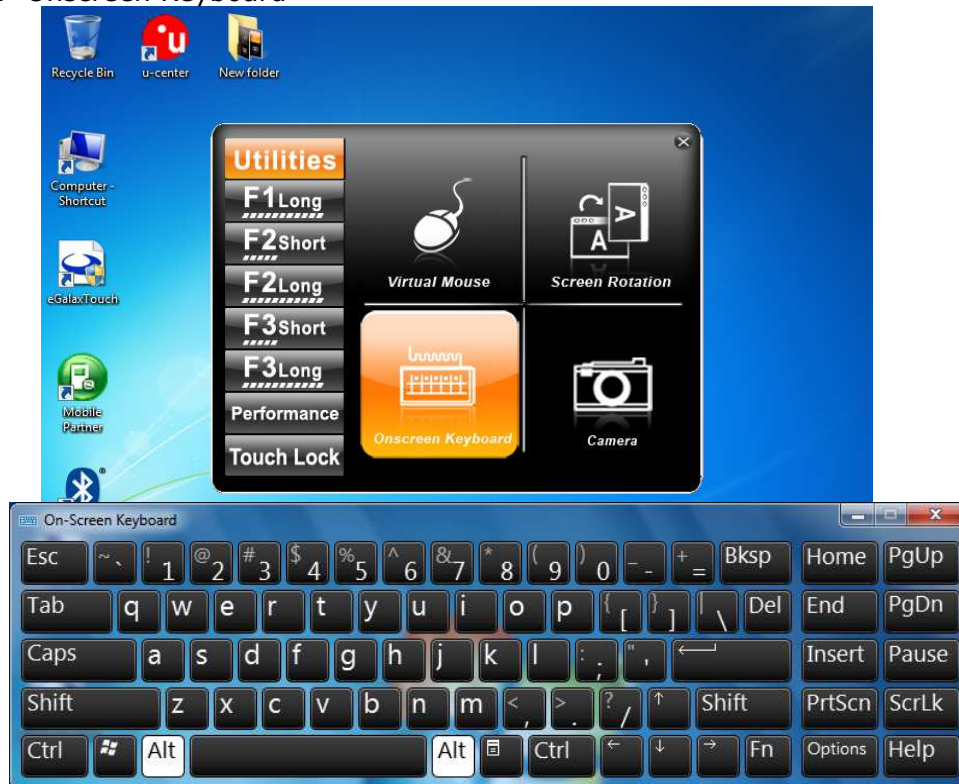 Onscreen Keyboard
Recycle Bin
u-center
New folder
Computer -
Shortcut
eGalaxTouch
Mobile
Partner
Utilities
F1Long
F2Short
F2Long
F3Short
F3Long
Performance
Touch Lock
Virtual Mouse
Screen Rotation
A
A
Onscreen Keyboard
Camera
On-Screen Keyboard
Esc ~ ` ! 1 @ 2 # 3 $ 4 % 5 ^ 6 & 7 * 8 ( 9 ) 0 _ - + = Bksp Home PgUp
Tab q w e r t y u i o p { [ } ] | \ Del End PgDn
Caps a s d f g h j k l : ; " ' Insert Pause
Shift z x c v b n m < , > . ? / ↑ Shift PrtScn ScrLk
Ctrl Alt Alt Ctrl ← ↓ → Fn Options Help